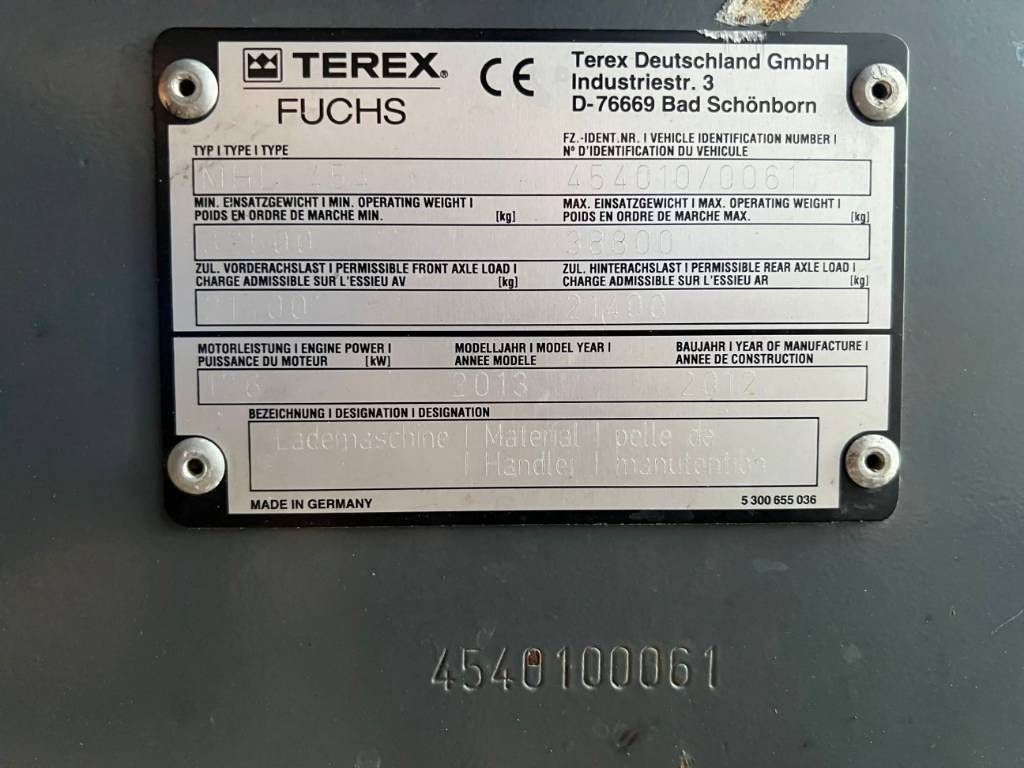 TEREX®
FUCHS
CE
Terex Deutschland GmbH
Industriestr. 3
D-76669 Bad Schönborn
TYP I TYPE I TYPE
FZ.-IDENT.NR. I VEHICLE IDENTIFICATION NUMBER I
N° D'IDENTIFICATION DU VEHICULE
MHL 454
454010/0061
MIN. EINSATZGEWICHT I MIN. OPERATING WEIGHT I
POIDS EN ORDRE DE MARCHE MIN. [kg]
MAX. EINSATZGEWICHT I MAX. OPERATING WEIGHT I
POIDS EN ORDRE DE MARCHE MAX. [kg]
38800
ZUL. VORDERACHSLAST I PERMISSIBLE FRONT AXLE LOAD I
CHARGE ADMISSIBLE SUR L'ESSIEU AV [kg]
ZUL. HINTERACHSLAST I PERMISSIBLE REAR AXLE LOAD I
CHARGE ADMISSIBLE SUR L'ESSIEU AR [kg]
21400
MOTORLEISTUNG I ENGINE POWER I
PUISSANCE DU MOTEUR [kW]
MODELLJAHR I MODEL YEAR I
ANNEE MODELE
BAUJAHR I YEAR OF MANUFACTURE I
ANNEE DE CONSTRUCTION
2013
2012
BEZEICHNUNG I DESIGNATION I DESIGNATION
Lademaschine | Material | pelle de
| Handler | manutention
MADE IN GERMANY
5 300 655 036
4540100061